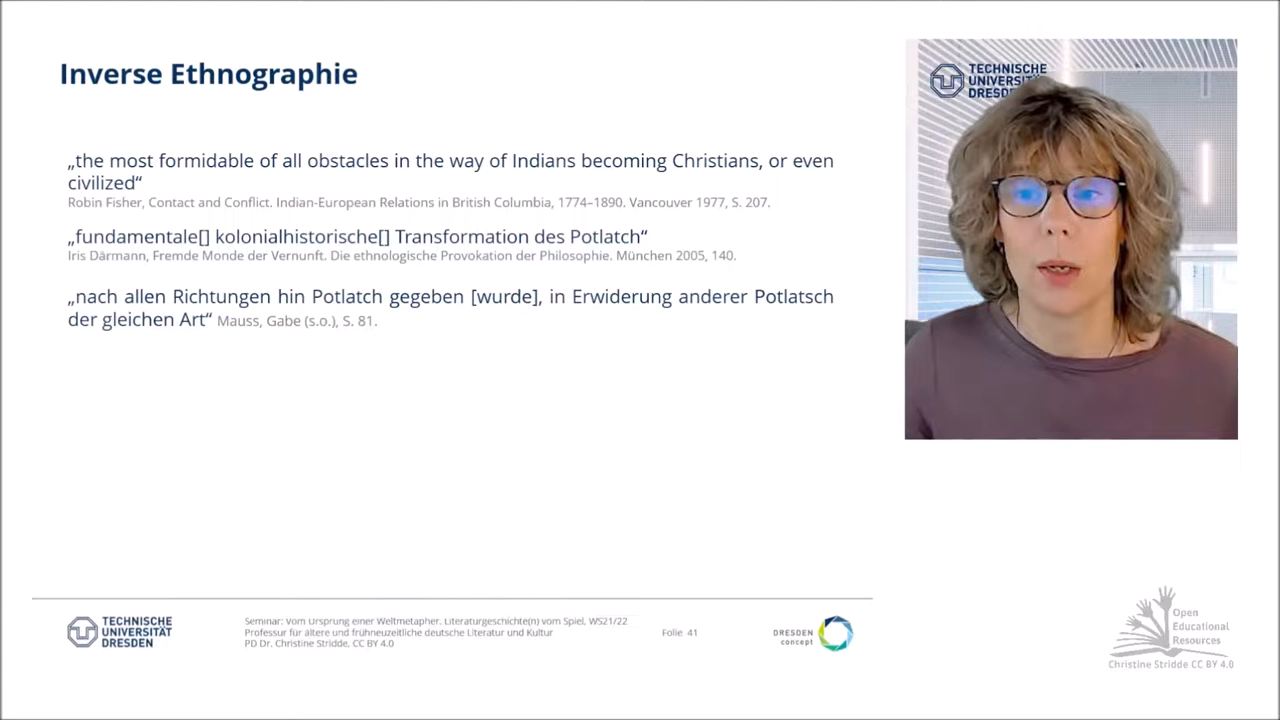 Inverse Ethnographie
„the most formidable of all obstacles in the way of Indians becoming Christians, or even
civilized“
Robin Fisher, Contact and Conflict. Indian-European Relations in British Columbia, 1774–1890. Vancouver 1977, S. 207.
„fundamentale[] kolonialhistorische[] Transformation des Potlatch“
Iris Därmann, Fremde Monde der Vernunft. Die ethnologische Provokation der Philosophie. München 2005, 140.
„nach allen Richtungen hin Potlatch gegeben [wurde], in Erwiderung anderer Potlatsch
der gleichen Art“ Mauss, Gabe (s.o.), S. 81.
TECHNISCHE
UNIVERSITÄT
DRESDEN
Seminar: Vom Ursprung einer Weltmetapher. Literaturgeschichte(n) vom Spiel, WS21/22
Professur für ältere und frühneuzeitliche deutsche Literatur und Kultur
PD Dr. Christine Stridde, CC BY 4.0
Folie 41
DRESDEN
concept
TECHNISCHE
UNIVERSIT
DRESD
Open
Educational
Resources
Christine Stridde CC BY 4.0